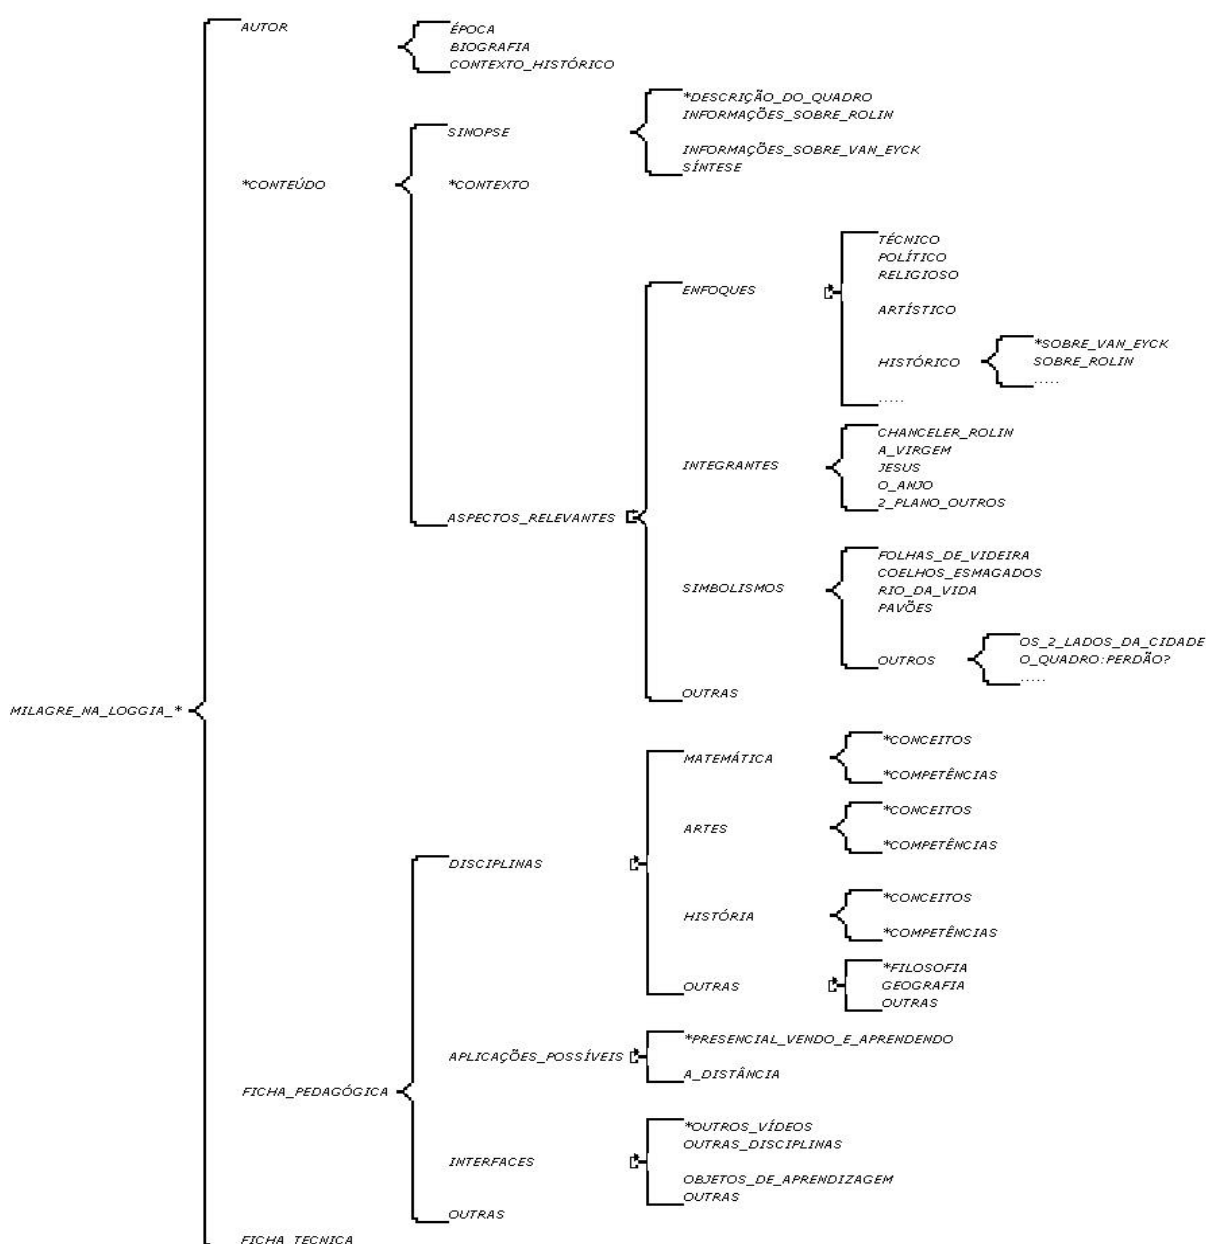 AUTOR
ÉPOCA
BIOGRAFIA
CONTEXTO_HISTÓRICO
*DESCRIÇÃO_DO_QUADRO
INFORMAÇÕES_SOBRE_ROLIN
SINOPSE
INFORMAÇÕES_SOBRE_VAN_EYCK
SÍNTESE
*CONTEÚDO
*CONTEXTO
TÉCNICO
POLÍTICO
RELIGIOSO
ENFOQUES
ARTÍSTICO
*SOBRE_VAN_EYCK
HISTÓRICO
SOBRE_ROLIN
.....
.....
CHANCELER_ROLIN
A_VIRGEM
INTEGRANTES
JESUS
O_ANJO
2_PLANO_OUTROS
ASPECTOS_RELEVANTES
FOLHAS_DE_VIDEIRA
COELHOS_ESMAGADOS
SIMBOLISMOS
RIO_DA_VIDA
PAVÕES
OS_2_LADOS_DA_CIDADE
OUTROS
O_QUADRO:PERDÃO?
.....
OUTRAS
MILAGRE_NA_LOGGIA_*
*CONCEITOS
MATEMÁTICA
*COMPETÊNCIAS
*CONCEITOS
ARTES
*COMPETÊNCIAS
DISCIPLINAS
*CONCEITOS
HISTÓRIA
*COMPETÊNCIAS
*FILOSOFIA
OUTRAS
GEOGRAFIA
OUTRAS
*PRESENCIAL_VENDO_E_APRENDENDO
APLICAÇÕES_POSSÍVEIS
A_DISTÂNCIA
FICHA_PEDAGÓGICA
*OUTROS_VÍDEOS
OUTRAS_DISCIPLINAS
INTERFACES
OBJETOS_DE_APRENDIZAGEM
OUTRAS
OUTRAS
FICHA_TECNICA